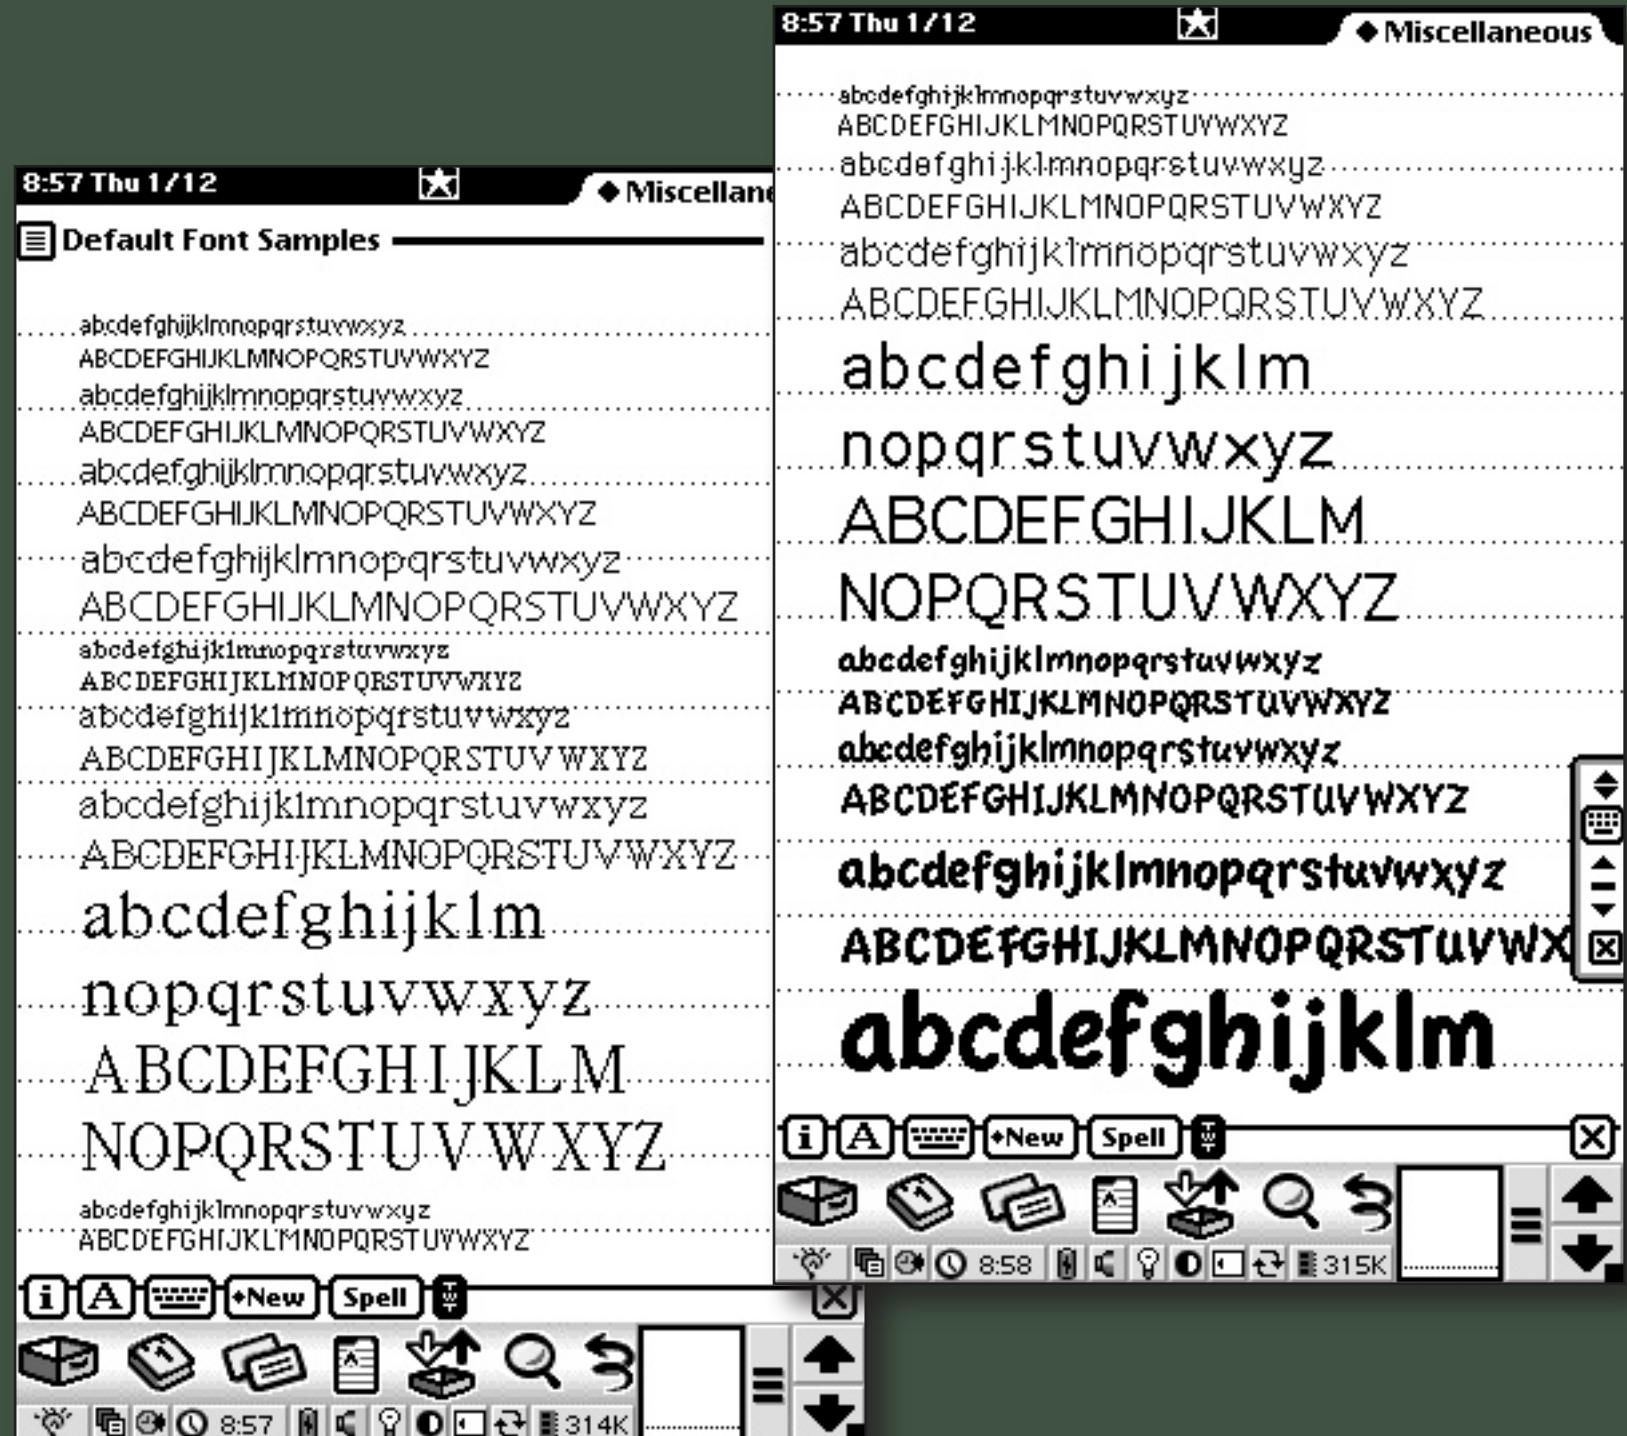 8:57 Thu 1/12
◆ Miscellane
Default Font Samples
abcdefghijklmnopqrstuvwxyz
ABCDEFGHIJKLMNOPQRSTUVWXYZ
abcdefghijklmnopqrstuvwxyz
ABCDEFGHIJKLMNOPQRSTUVWXYZ
abcdefghijklmnopqrstuvwxyz
ABCDEFGHIJKLMNOPQRSTUVWXYZ
abcdefghijklmnopqrstuvwxyz
ABCDEFGHIJKLMNOPQRSTUVWXYZ
abcdefghijklmnopqrstuvwxyz
ABCDEFGHIJKLMNOPQRSTUVWXYZ
abcdefghijklmnopqrstuvwxyz
ABCDEFGHIJKLMNOPQRSTUVWXYZ
abcdefghijklmnopqrstuvwxyz
ABCDEFGHIJKLMNOPQRSTUVWXYZ
abcdefghijklm
nopqrstuvwxyz
ABCDEFGHIJKLM
NOPQRSTUVWXYZ
abcdefghijklmnopqrstuvwxyz
ABCDEFGHIJKLMNOPQRSTUVWXYZ
i A ◆New Spell
8:57 314K
8:57 Thu 1/12
◆ Miscellaneous
abcdefghijklmnopqrstuvwxyz
ABCDEFGHIJKLMNOPQRSTUVWXYZ
abcdefghijklmnopqrstuvwxyz
ABCDEFGHIJKLMNOPQRSTUVWXYZ
abcdefghijklmnopqrstuvwxyz
ABCDEFGHIJKLMNOPQRSTUVWXYZ
abcdefghijklm
nopqrstuvwxyz
ABCDEFGHIJKLM
NOPQRSTUVWXYZ
abcdefghijklmnopqrstuvwxyz
ABCDEFGHIJKLMNOPQRSTUVWXYZ
abcdefghijklmnopqrstuvwxyz
ABCDEFGHIJKLMNOPQRSTUVWXYZ
abcdefghijklmnopqrstuvwxyz
ABCDEFGHIJKLMNOPQRSTUVWX
abcdefghijklm
i A ◆New Spell
8:58 315K